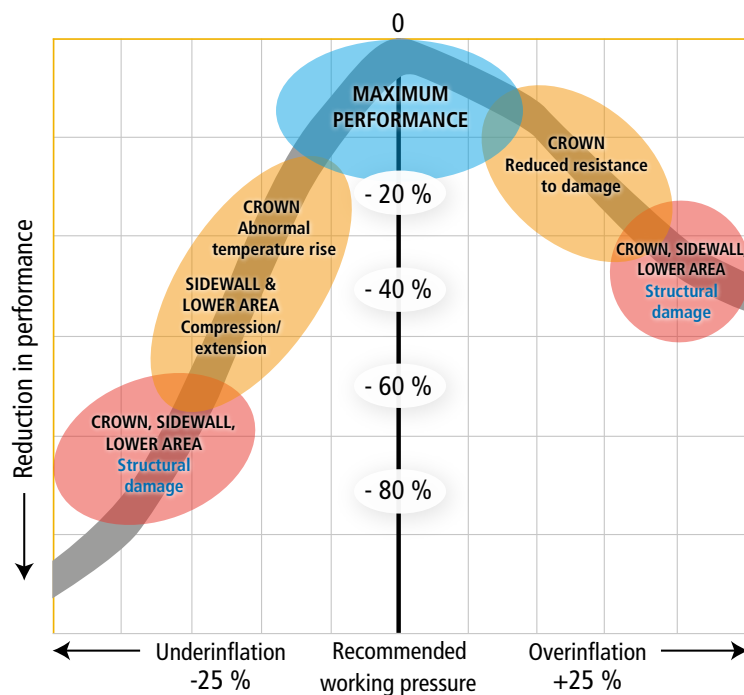 0
MAXIMUM
PERFORMANCE
CROWN
Reduced resistance
to damage
- 20 %
CROWN
Abnormal
temperature rise
CROWN, SIDEWALL,
LOWER AREA
Structural
damage
SIDEWALL &
LOWER AREA
Compression/
extension
- 40 %
- 60 %
CROWN, SIDEWALL,
LOWER AREA
Structural
damage
- 80 %
Reduction in performance
Underinflation
-25 %
Recommended
working pressure
Overinflation
+25 %